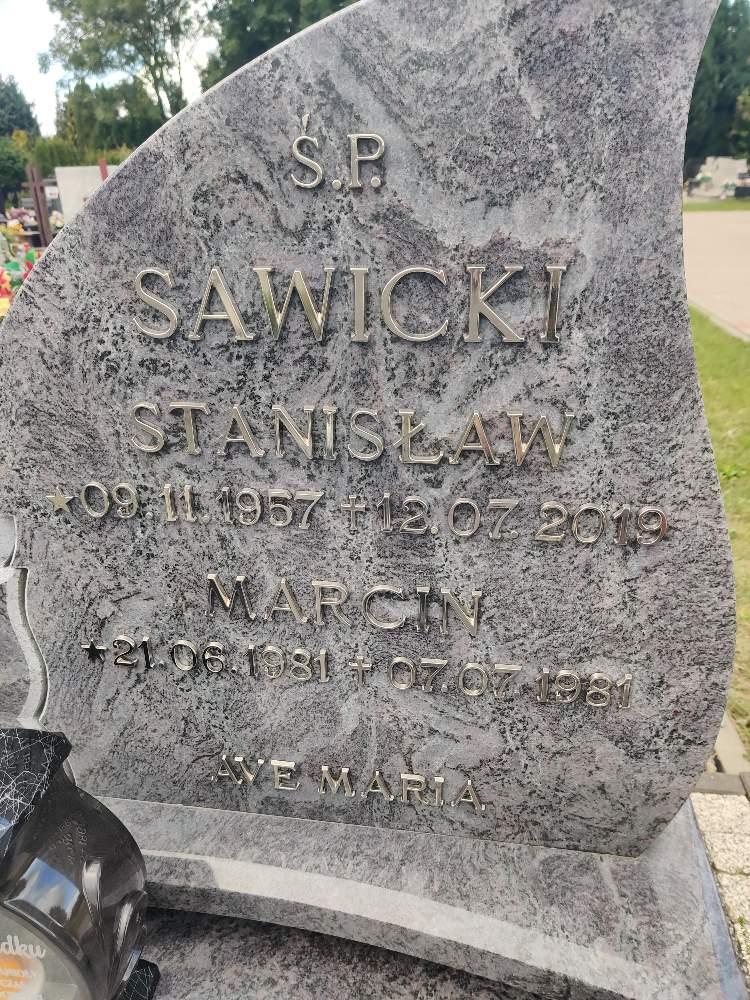 Ś.P.
SAWICKI
STANISŁAW
★09.11.1957 ✝12.07.2019
MARCIN
★21.06.1981 ✝07.07.1981
AVE MARIA